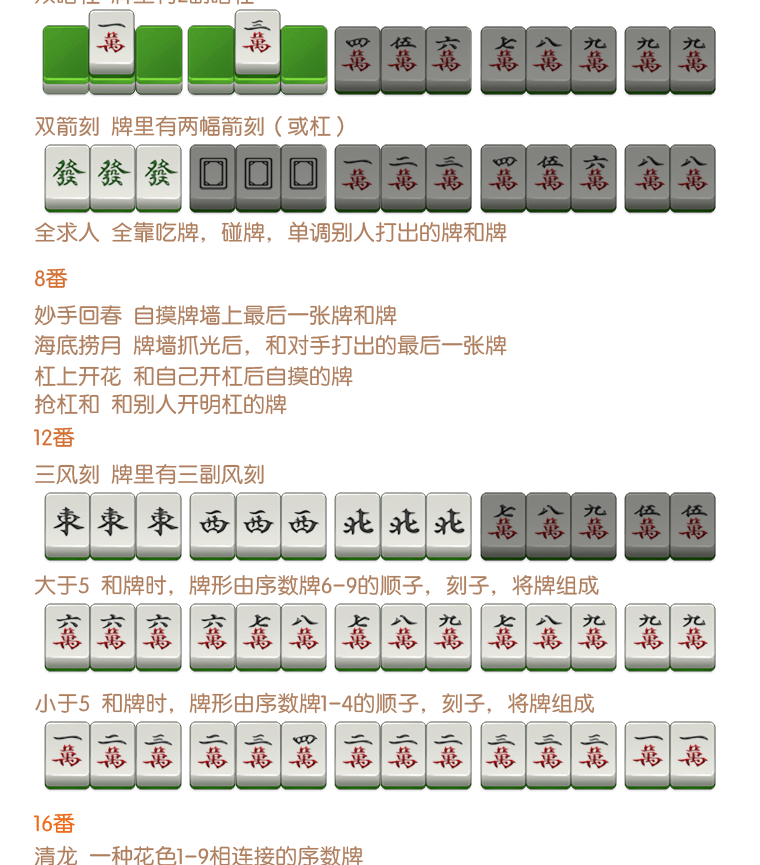 一萬 三萬 四萬 伍萬 六萬 七萬 八萬 九萬 九萬 九萬
双箭刻 牌里有两幅箭刻（或杠）
發 發 發 一萬 二萬 三萬 四萬 伍萬 六萬 八萬 八萬
全求人 全靠吃牌，碰牌，单调别人打出的牌和牌
8番
妙手回春 自摸牌墙上最后一张牌和牌
海底捞月 牌墙抓光后，和对手打出的最后一张牌
杠上开花 和自己开杠后自摸的牌
抢杠和 和别人开明杠的牌
12番
三风刻 牌里有三副风刻
東 東 東 西 西 西 北 北 北 七萬 八萬 九萬 伍萬 伍萬
大于5 和牌时，牌形由序数牌6-9的顺子，刻子，将牌组成
六萬 六萬 六萬 六萬 七萬 八萬 七萬 八萬 九萬 七萬 八萬 九萬 九萬 九萬
小于5 和牌时，牌形由序数牌1-4的顺子，刻子，将牌组成
一萬 二萬 三萬 二萬 三萬 四萬 二萬 二萬 二萬 三萬 三萬 三萬 一萬 一萬
16番
清龙 一种花色1-9相连接的序数牌